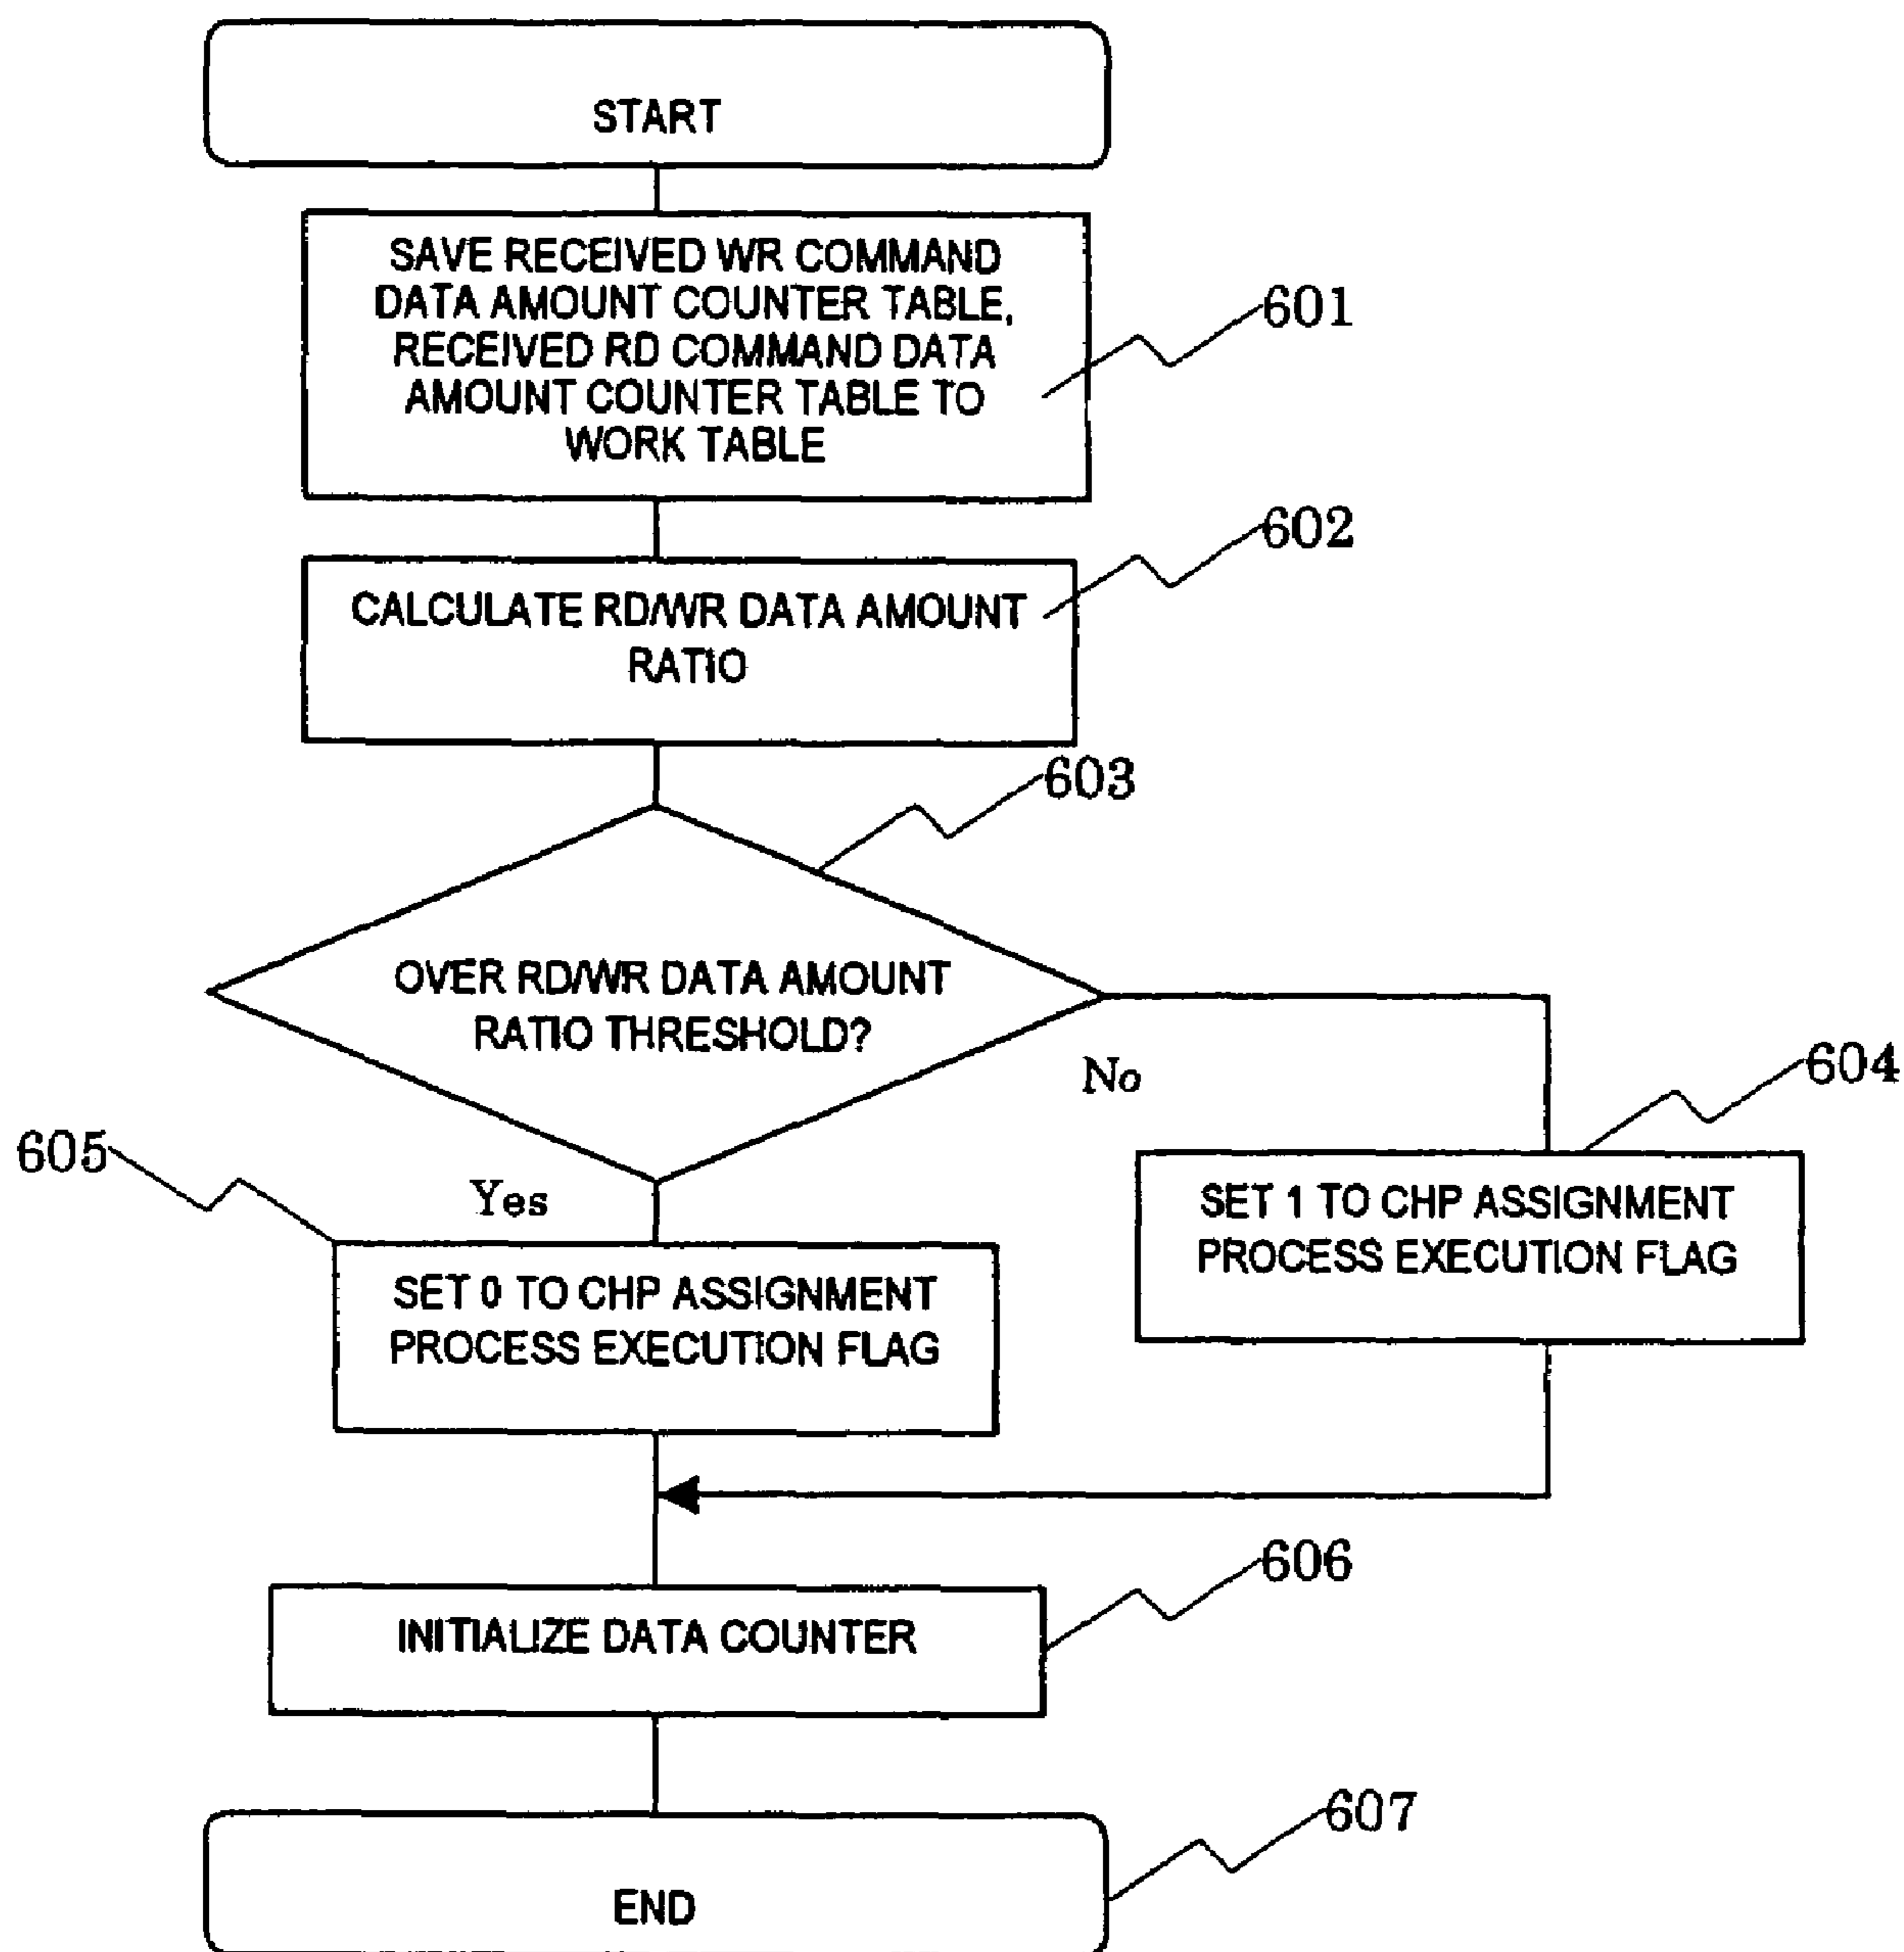 START
SAVE RECEIVED WR COMMAND
DATA AMOUNT COUNTER TABLE,
RECEIVED RD COMMAND DATA
AMOUNT COUNTER TABLE TO
WORK TABLE
601
602
CALCULATE RD/WR DATA AMOUNT
RATIO
603
OVER RD/WR DATA AMOUNT
RATIO THRESHOLD?
No
604
605
Yes
SET 1 TO CHP ASSIGNMENT
PROCESS EXECUTION FLAG
SET 0 TO CHP ASSIGNMENT
PROCESS EXECUTION FLAG
606
INITIALIZE DATA COUNTER
607
END